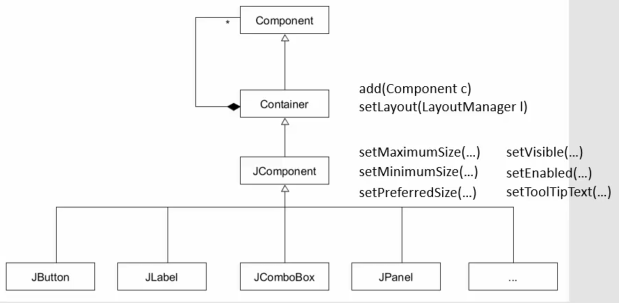 Component
*
Container
add(Component c)
setLayout(LayoutManager l)
JComponent
setMaximumSize(…) setVisible(…)
setMinimumSize(…) setEnabled(…)
setPreferredSize(…) setToolTipText(…)
JButton JLabel JComboBox JPanel ...